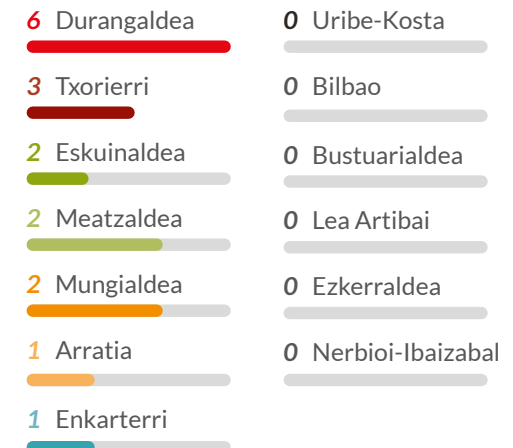 6 Durangaldea
3 Txorierri
2 Eskuinaldea
2 Meatzaldea
2 Mungialdea
1 Arratia
1 Enkarterri
0 Uribe-Kosta
0 Bilbao
0 Bustuarialdea
0 Lea Artibai
0 Ezkerraldea
0 Nerbioi-Ibaizabal